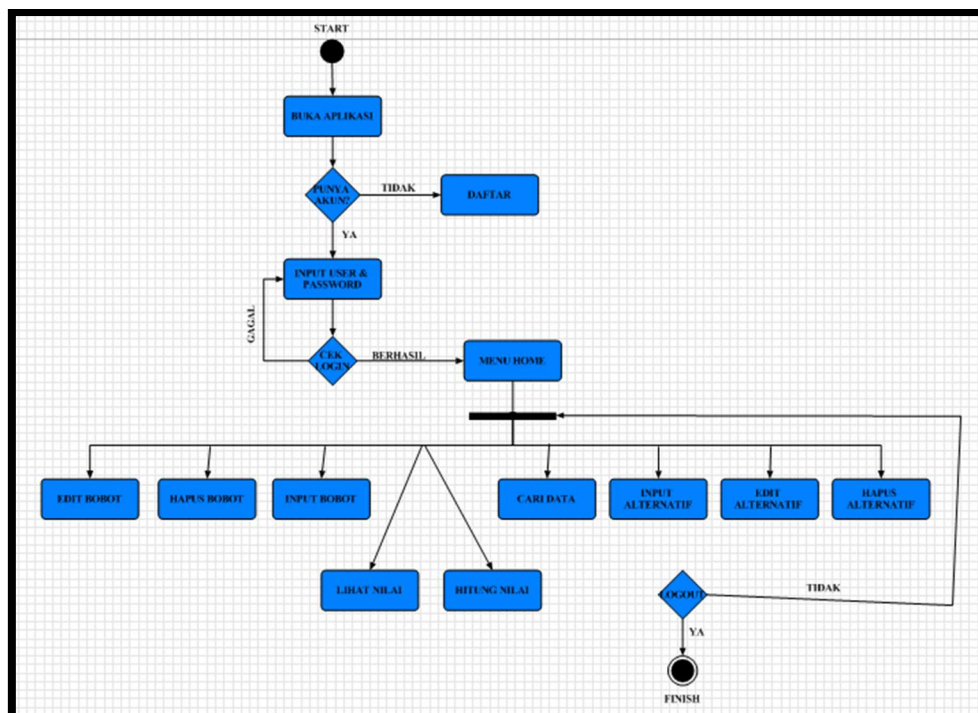 START
BUKA APLIKASI
PUNYA
AKUN?
TIDAK
DAFTAR
YA
INPUT USER &
PASSWORD
GAGAL
CEK
LOGIN
BERHASIL
MENU HOME
EDIT BOBOT
HAPUS BOBOT
INPUT BOBOT
CARI DATA
INPUT
ALTERNATIF
EDIT
ALTERNATIF
HAPUS
ALTERNATIF
LIHAT NILAI
HITUNG NILAI
LOGOUT
TIDAK
YA
FINISH